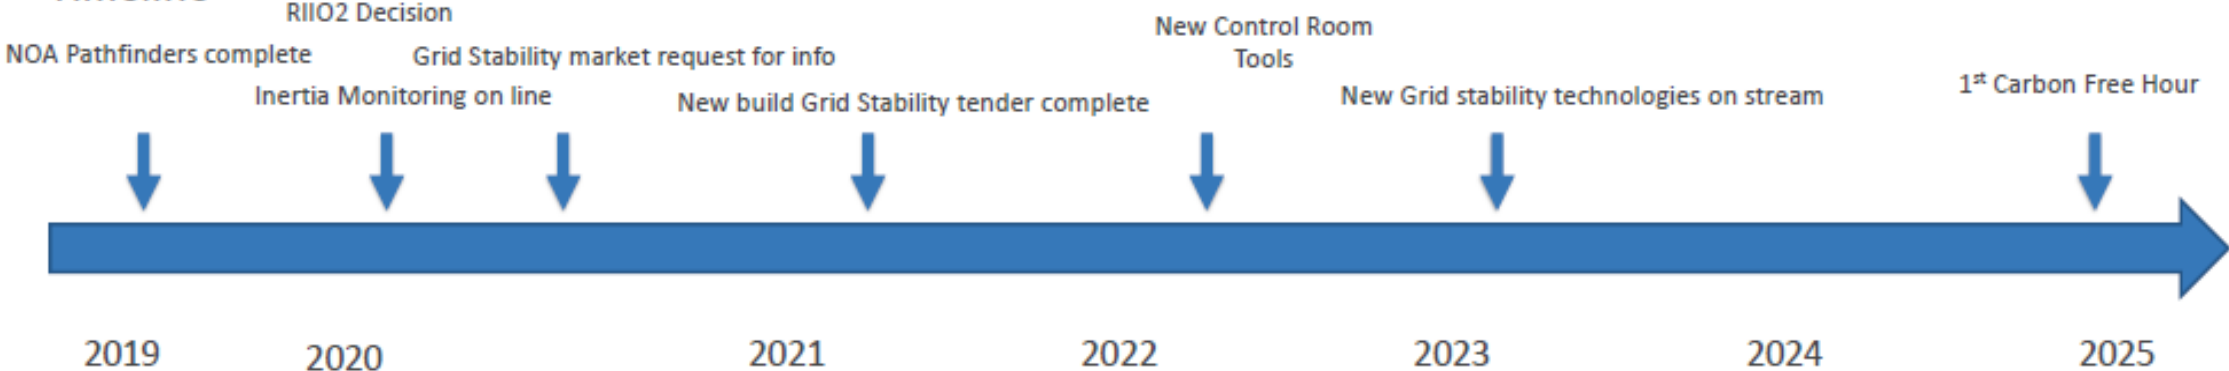 RIIO2 Decision
NOA Pathfinders complete
Inertia Monitoring on line
Grid Stability market request for info
New build Grid Stability tender complete
New Control Room
Tools
New Grid stability technologies on stream
1st Carbon Free Hour
2019
2020
2021
2022
2023
2024
2025